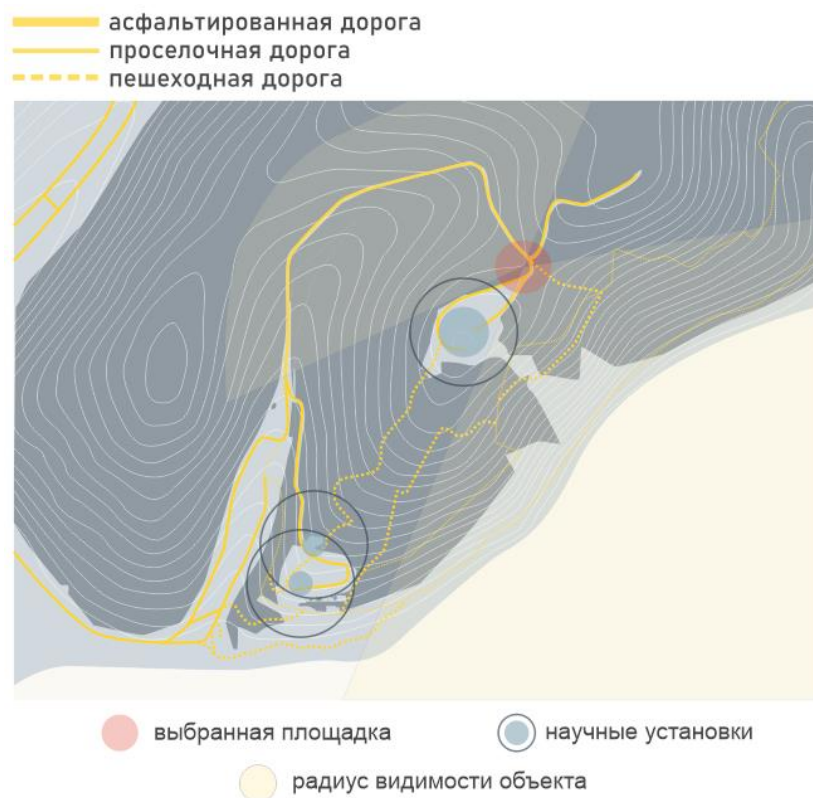 асфальтированная дорога
проселочная дорога
пешеходная дорога
выбранная площадка
научные установки
радиус видимости объекта